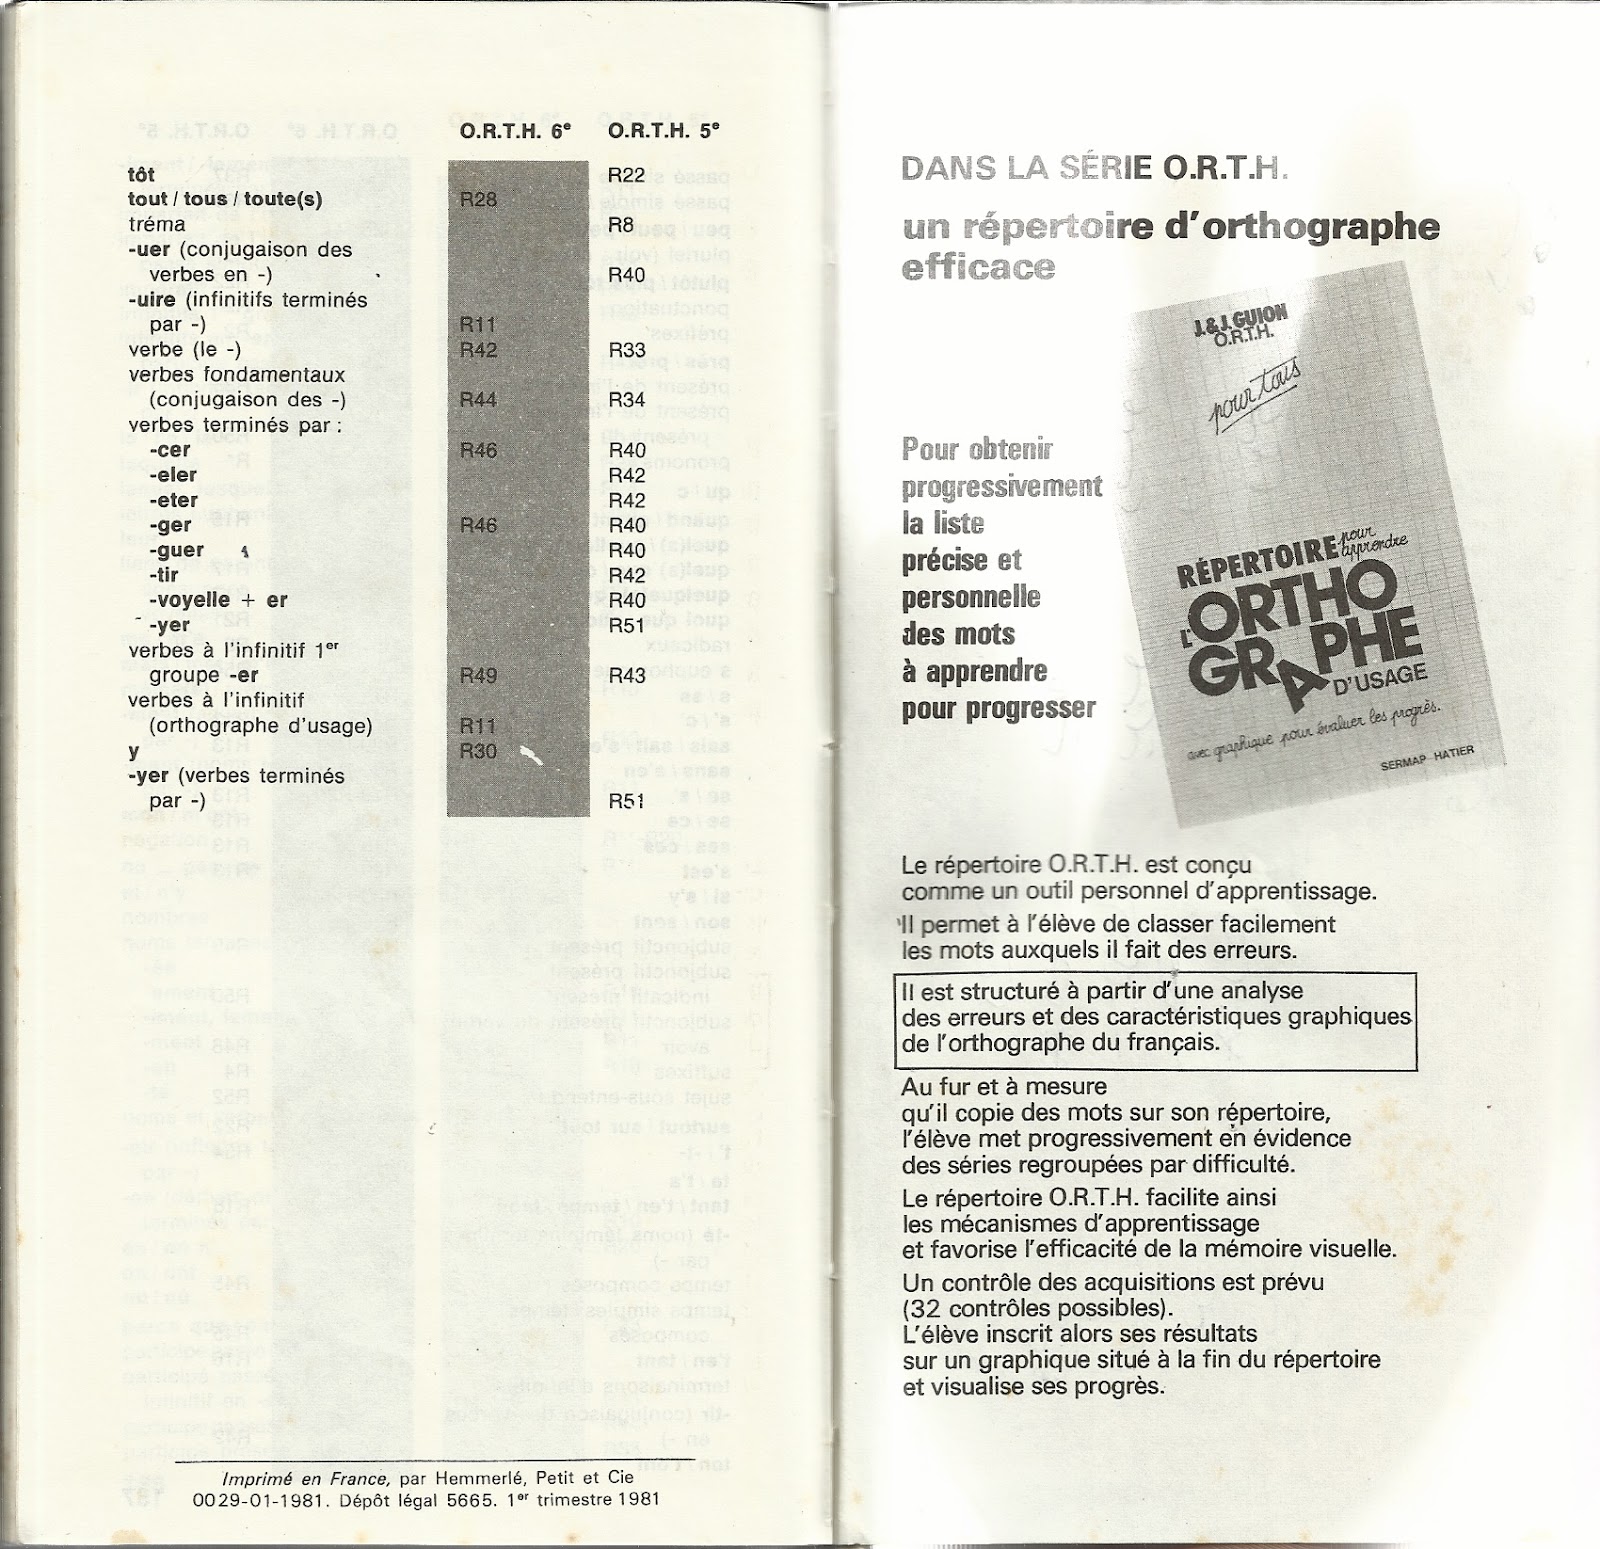 O.R.T.H. 6e O.R.T.H. 5e
tôt R22
tout / tous / toute(s) R28
tréma R8
-uer (conjugaison des
verbes en -) R40
-uire (infinitifs terminés
par -) R11
verbe (le -) R42 R33
verbes fondamentaux
(conjugaison des -) R44 R34
verbes terminés par :
-cer R46 R40
-eler R42
-eter R42
-ger R46 R40
-guer R40
-tir R42
-voyelle + er R40
-yer R51
verbes à l'infinitif 1er
groupe -er R49 R43
verbes à l'infinitif
(orthographe d'usage) R11
y R30
-yer (verbes terminés
par -) R51
Imprimé en France, par Hemmerlé, Petit et Cie
0029-01-1981. Dépôt légal 5665. 1er trimestre 1981
DANS LA SÉRIE O.R.T.H.
un répertoire d'orthographe
efficace
J. & J. GUION
O.R.T.H.
pour tous
Pour obtenir
progressivement
la liste
précise et
personnelle
des mots
à apprendre
pour progresser
RÉPERTOIRE pour apprendre
L'ORTHO
GRAPHE
D'USAGE
avec graphique pour évaluer les progrès.
SERMAP HATIER
Le répertoire O.R.T.H. est conçu
comme un outil personnel d'apprentissage.
Il permet à l'élève de classer facilement
les mots auxquels il fait des erreurs.
Il est structuré à partir d'une analyse
des erreurs et des caractéristiques graphiques
de l'orthographe du français.
Au fur et à mesure
qu'il copie des mots sur son répertoire,
l'élève met progressivement en évidence
des séries regroupées par difficulté.
Le répertoire O.R.T.H. facilite ainsi
les mécanismes d'apprentissage
et favorise l'efficacité de la mémoire visuelle.
Un contrôle des acquisitions est prévu
(32 contrôles possibles).
L'élève inscrit alors ses résultats
sur un graphique situé à la fin du répertoire
et visualise ses progrès.